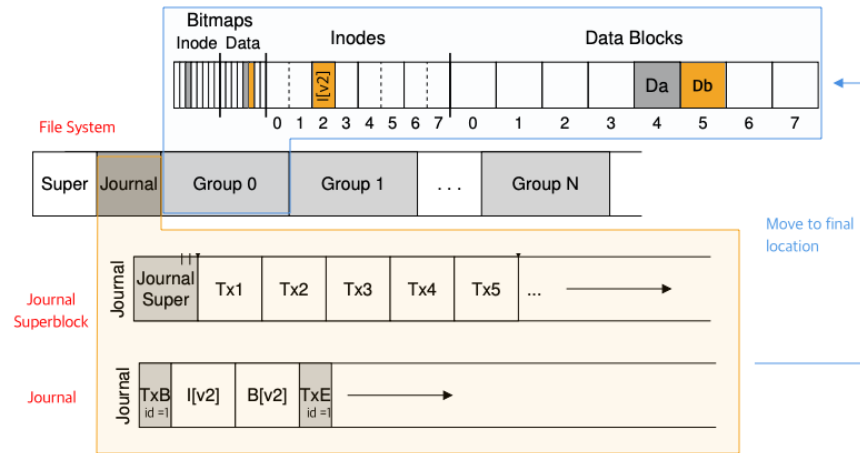 Bitmaps
Inode Data
Inodes
Data Blocks
I[v2]
Da
Db
0 1 2 3 4 5 6 7 0 1 2 3 4 5 6 7
File System
Super
Journal
Group 0
Group 1
. . .
Group N
Move to final
location
Journal
Journal
Super
Tx1
Tx2
Tx3
Tx4
Tx5
...
Journal
Superblock
Journal
Journal
TxB
id =1
I[v2]
B[v2]
TxE
id =1